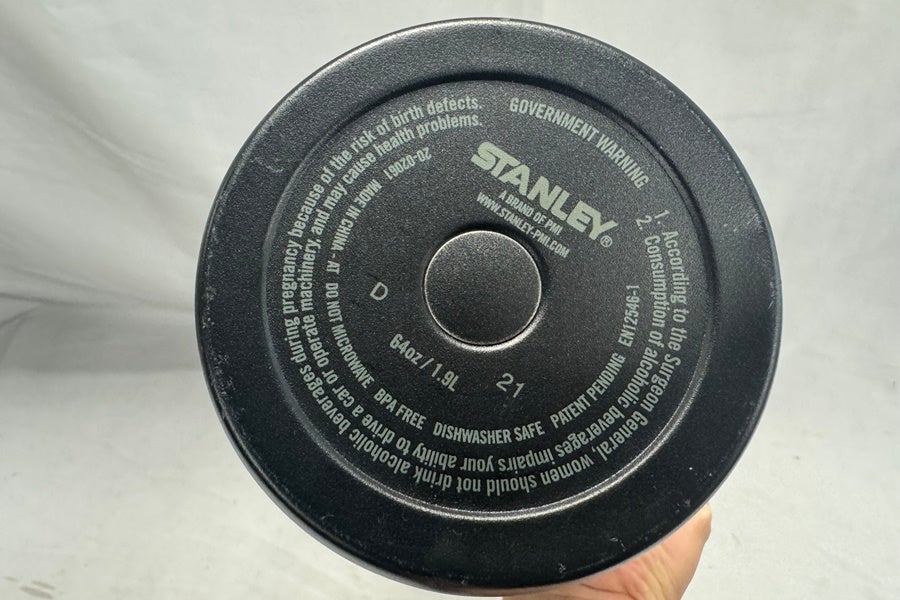 GOVERNMENT WARNING
1. According to the Surgeon General, women should not drink alcoholic beverages during pregnancy because of the risk of birth defects.
2. Consumption of alcoholic beverages impairs your ability to drive a car or operate machinery, and may cause health problems.
STANLEY®
A BRAND OF PMI
WWW.STANLEY-PMI.COM
20-02061 MADE IN CHINA - AT DO NOT MICROWAVE BPA FREE DISHWASHER SAFE PATENT PENDING EN12546-1
D
64oz / 1.9L
21